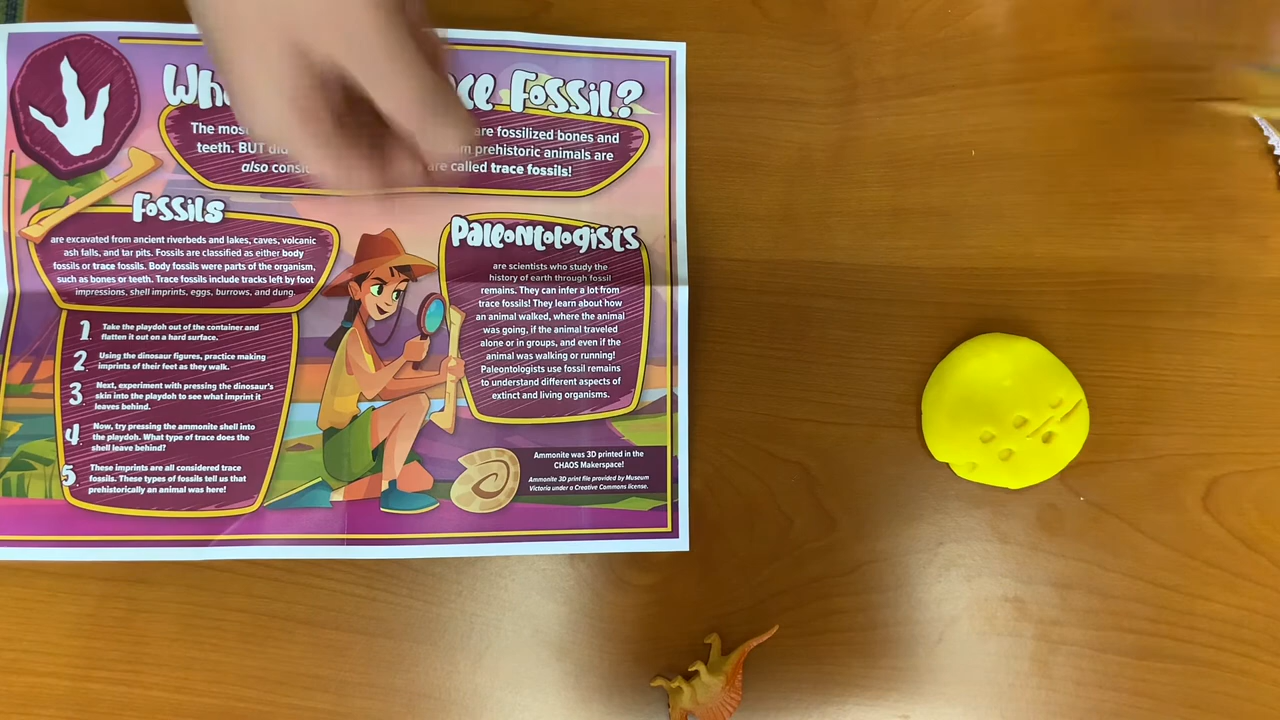 ce Fossil?
The most are fossilized bones and
teeth. BUT did prehistoric animals are
also are called trace fossils!
Fossils
are excavated from ancient riverbeds and lakes, caves, volcanic
ash falls, and tar pits. Fossils are classified as either body
fossils or trace fossils. Body fossils were parts of the organism,
such as bones or teeth. Trace fossils include tracks left by foot
impressions, shell imprints, eggs, burrows, and dung
1. Take the playdoh out of the container and
flatten it out on a hard surface.
2. Using the dinosaur figures, practice making
imprints of their feet as they walk.
3. Next, experiment with pressing the dinosaur's
skin into the playdoh to see what imprint it
leaves behind.
4. Now, try pressing the ammonite shell into
the playdoh. What type of trace does the
shell leave behind?
5. These imprints are all considered trace
fossils. These types of fossils tell us that
prehistorically an animal was here!
Paleontologists
are scientists who study the
history of earth through fossil
remains. They can infer a lot from
trace fossils! They learn about how
an animal walked, where the animal
was going, if the animal traveled
alone or in groups, and even if the
animal was walking or running!
Paleontologists use fossil remains
to understand different aspects of
extinct and living organisms.
Ammonite was 3D printed in the
CHAOS Makerspace!
Ammonite 3D print file provided by Museum
Victoria under a Creative Commons license.